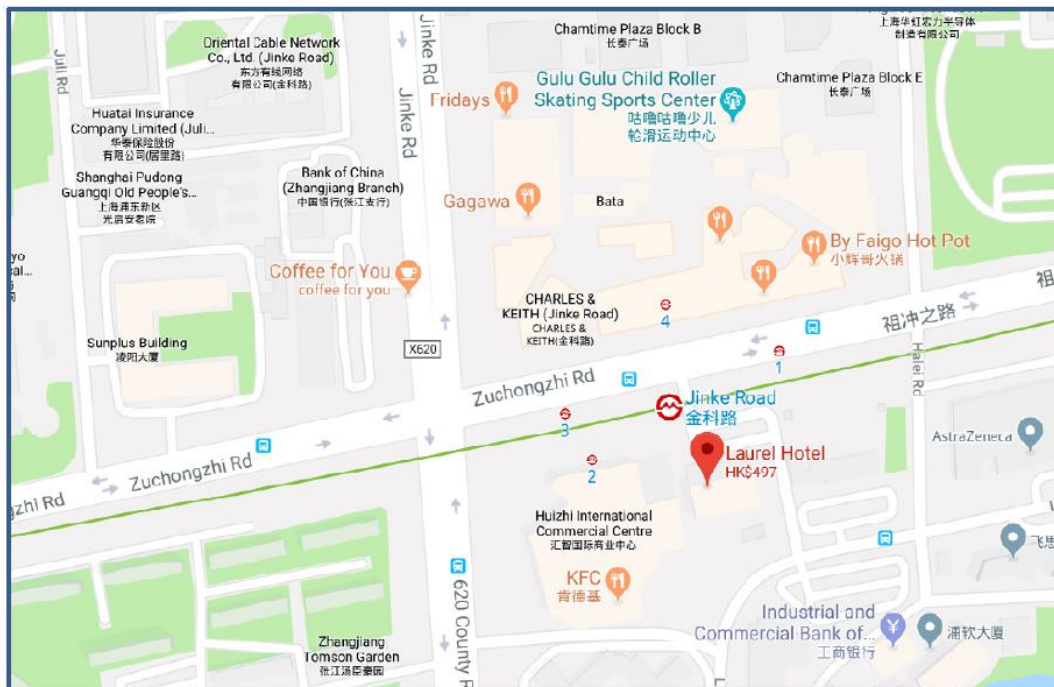 Juli Rd
Oriental Cable Network
Co., Ltd. (Jinke Road)
东方有线网络
有限公司(金科路)
Jinke Rd
Jinke Rd
Chamtime Plaza Block B
长泰广场
上海华虹宏力半导体
制造有限公司
Gulu Gulu Child Roller
Skating Sports Center
咕噜咕噜少儿
轮滑运动中心
Chamtime Plaza Block E
长泰广场
Fridays
Huatai Insurance
Company Limited (Juli...
华泰保险股份
有限公司(居里路)
Shanghai Pudong
Guangqi Old People's...
上海浦东新区
光启安老院
Bank of China
(Zhangjiang Branch)
中国银行(张江支行)
Gagawa
Bata
By Faigo Hot Pot
小辉哥火锅
Coffee for You
coffee for you
CHARLES &
KEITH (Jinke Road)
CHARLES &
KEITH(金科路)
4
祖冲之路
Sunplus Building
凌阳大厦
X620
1
Halei Rd
Zuchongzhi Rd
Jinke Road
金科路
3
AstraZeneca
Zuchongzhi Rd
2
Laurel Hotel
HK$497
Huizhi International
Commercial Centre
汇智国际商业中心
KFC
肯德基
620 County R
Industrial and
Commercial Bank of...
工商银行
浦软大厦
Zhangjiang
Tomson Garden
张江汤臣豪园